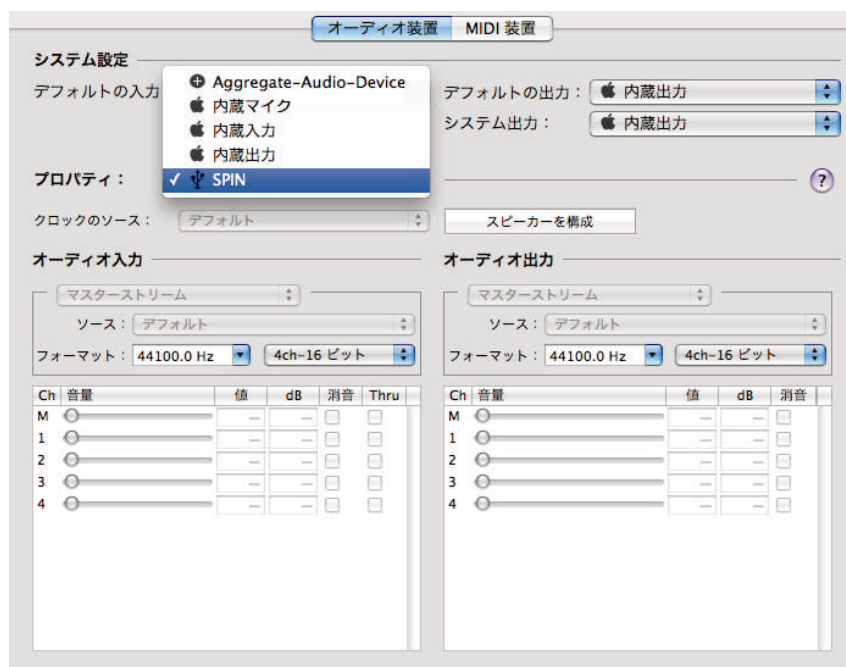 オーディオ装置 MIDI 装置
システム設定
デフォルトの入力
Aggregate-Audio-Device
内蔵マイク
内蔵入力
内蔵出力
✓ SPIN
デフォルトの出力： 内蔵出力
システム出力： 内蔵出力
プロパティ：
?
クロックのソース： デフォルト
スピーカーを構成
オーディオ入力
マスターストリーム
ソース： デフォルト
フォーマット： 44100.0 Hz 4ch-16 ビット
Ch 音量 値 dB 消音 Thru
M — —
1 — —
2 — —
3 — —
4 — —
オーディオ出力
マスターストリーム
ソース： デフォルト
フォーマット： 44100.0 Hz 4ch-16 ビット
Ch 音量 値 dB 消音
M — —
1 — —
2 — —
3 — —
4 — —